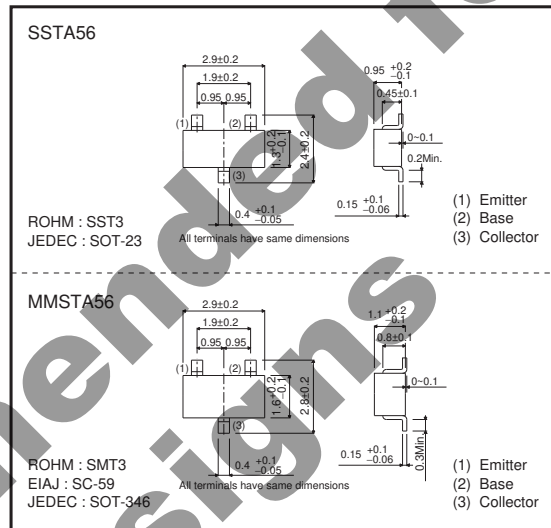 SSTA56
2.9±0.2
1.9±0.2
0.95 0.95
(1) (2)
(3)
1.3 +0.2 −0.1
2.4±0.2
0.4 +0.1 −0.05
All terminals have same dimensions
0.95 +0.2 −0.1
0.45±0.1
0~0.1
0.2Min.
0.15 +0.1 −0.06
ROHM : SST3
JEDEC : SOT-23
(1) Emitter
(2) Base
(3) Collector
MMSTA56
2.9±0.2
1.9±0.2
0.95 0.95
(1) (2)
(3)
1.6 +0.2 −0.1
2.8±0.2
0.4 +0.1 −0.05
All terminals have same dimensions
1.1 +0.2 −0.1
0.8±0.1
0~0.1
0.3Min.
0.15 +0.1 −0.06
ROHM : SMT3
EIAJ : SC-59
JEDEC : SOT-346
(1) Emitter
(2) Base
(3) Collector